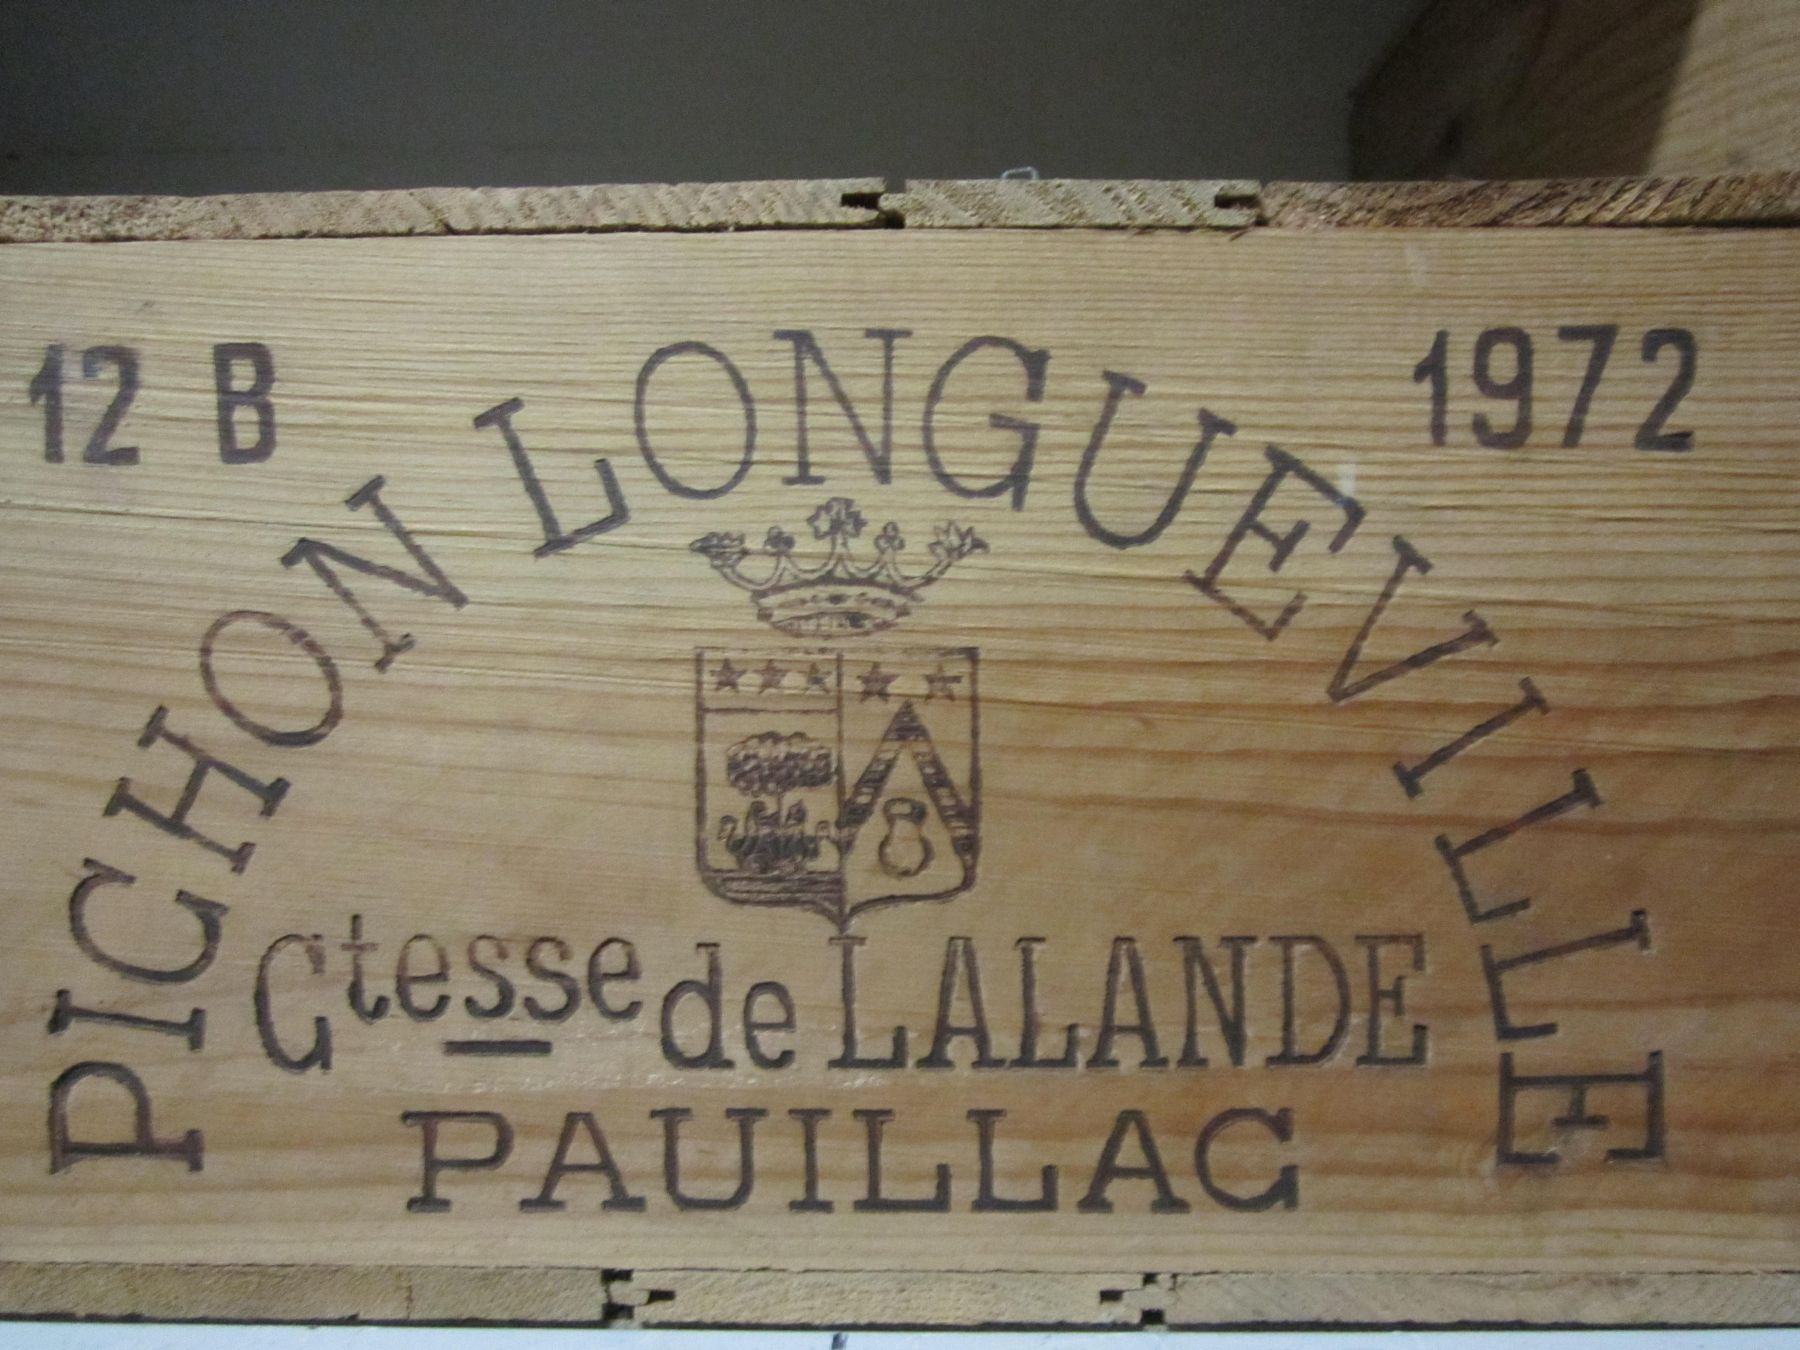 12 B
1972
PICHON LONGUEVILLE
Ctesse de LALANDE
PAUILLAC